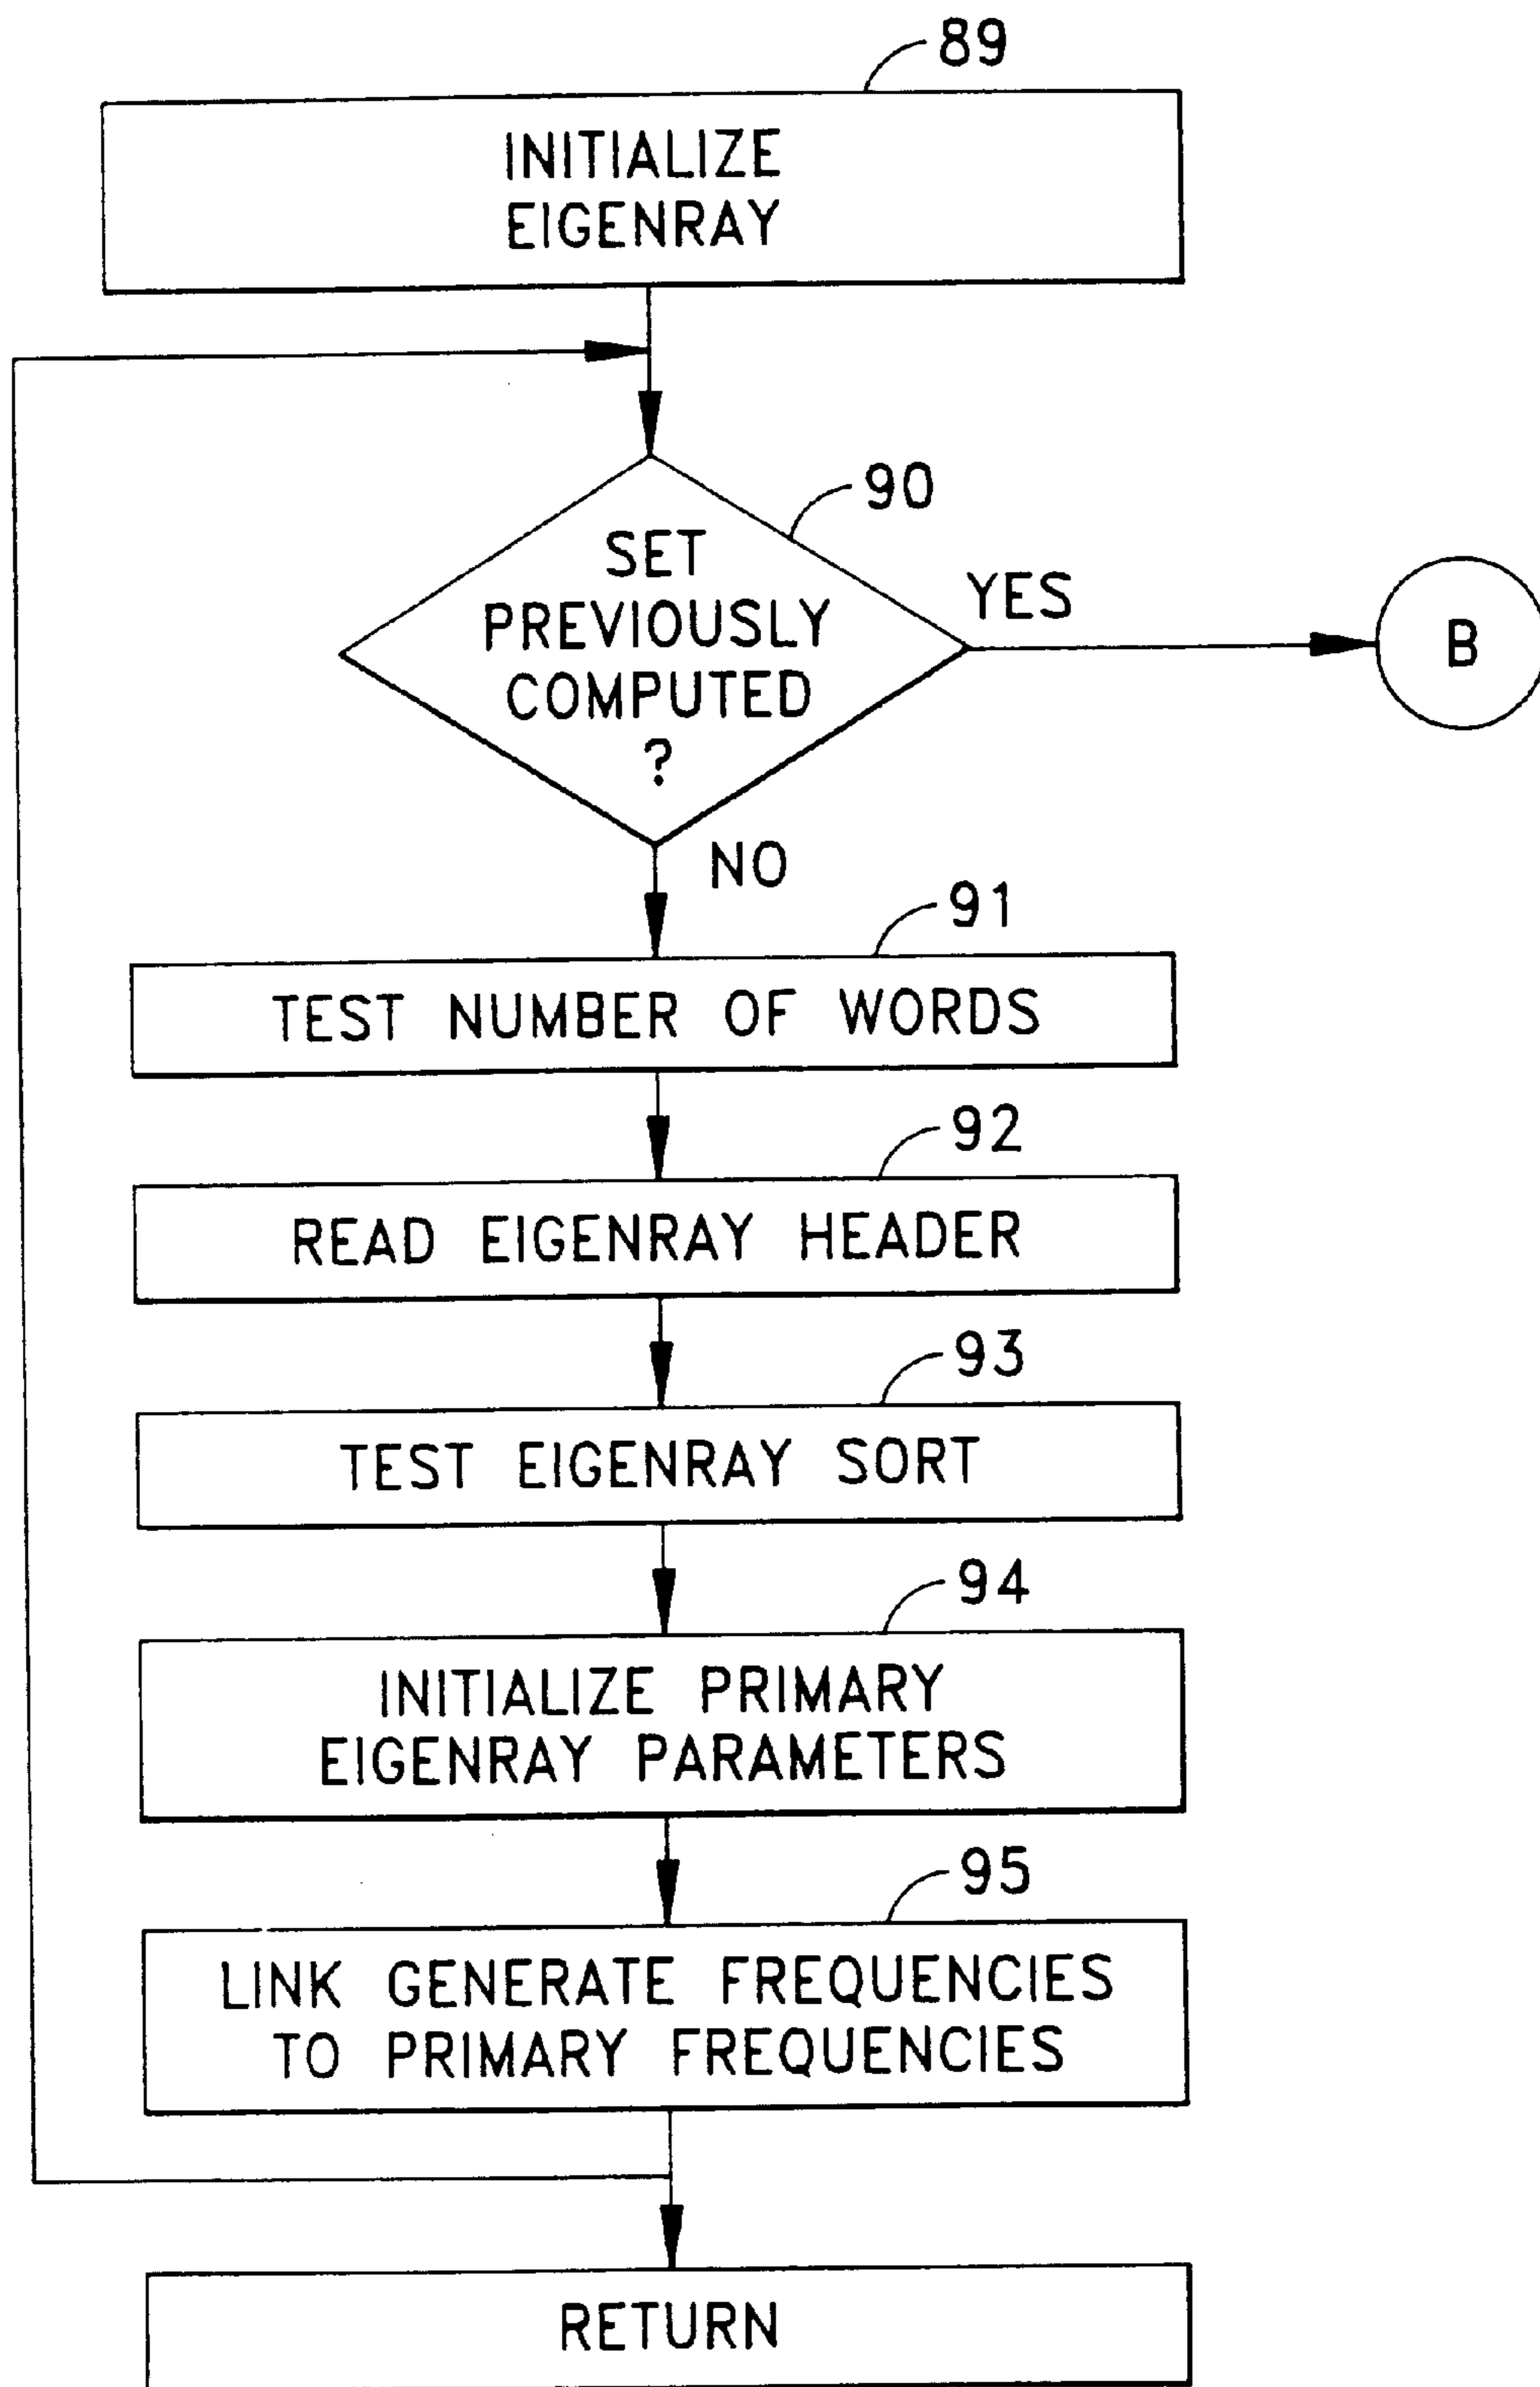 89
INITIALIZE
EIGENRAY
90
SET
PREVIOUSLY
COMPUTED
?
YES
B
NO
91
TEST NUMBER OF WORDS
92
READ EIGENRAY HEADER
93
TEST EIGENRAY SORT
94
INITIALIZE PRIMARY
EIGENRAY PARAMETERS
95
LINK GENERATE FREQUENCIES
TO PRIMARY FREQUENCIES
RETURN